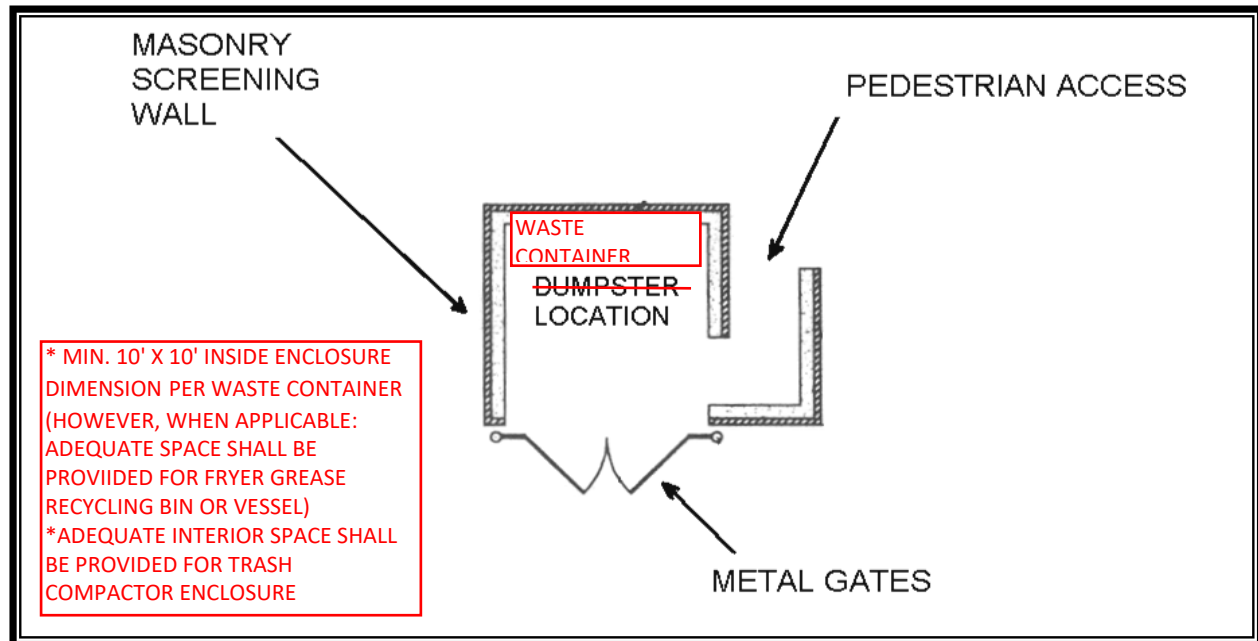 MASONRY
SCREENING
WALL
PEDESTRIAN ACCESS
WASTE
CONTAINER
DUMPSTER
LOCATION
* MIN. 10' X 10' INSIDE ENCLOSURE
DIMENSION PER WASTE CONTAINER
(HOWEVER, WHEN APPLICABLE:
ADEQUATE SPACE SHALL BE
PROVIIDED FOR FRYER GREASE
RECYCLING BIN OR VESSEL)
*ADEQUATE INTERIOR SPACE SHALL
BE PROVIDED FOR TRASH
COMPACTOR ENCLOSURE
METAL GATES